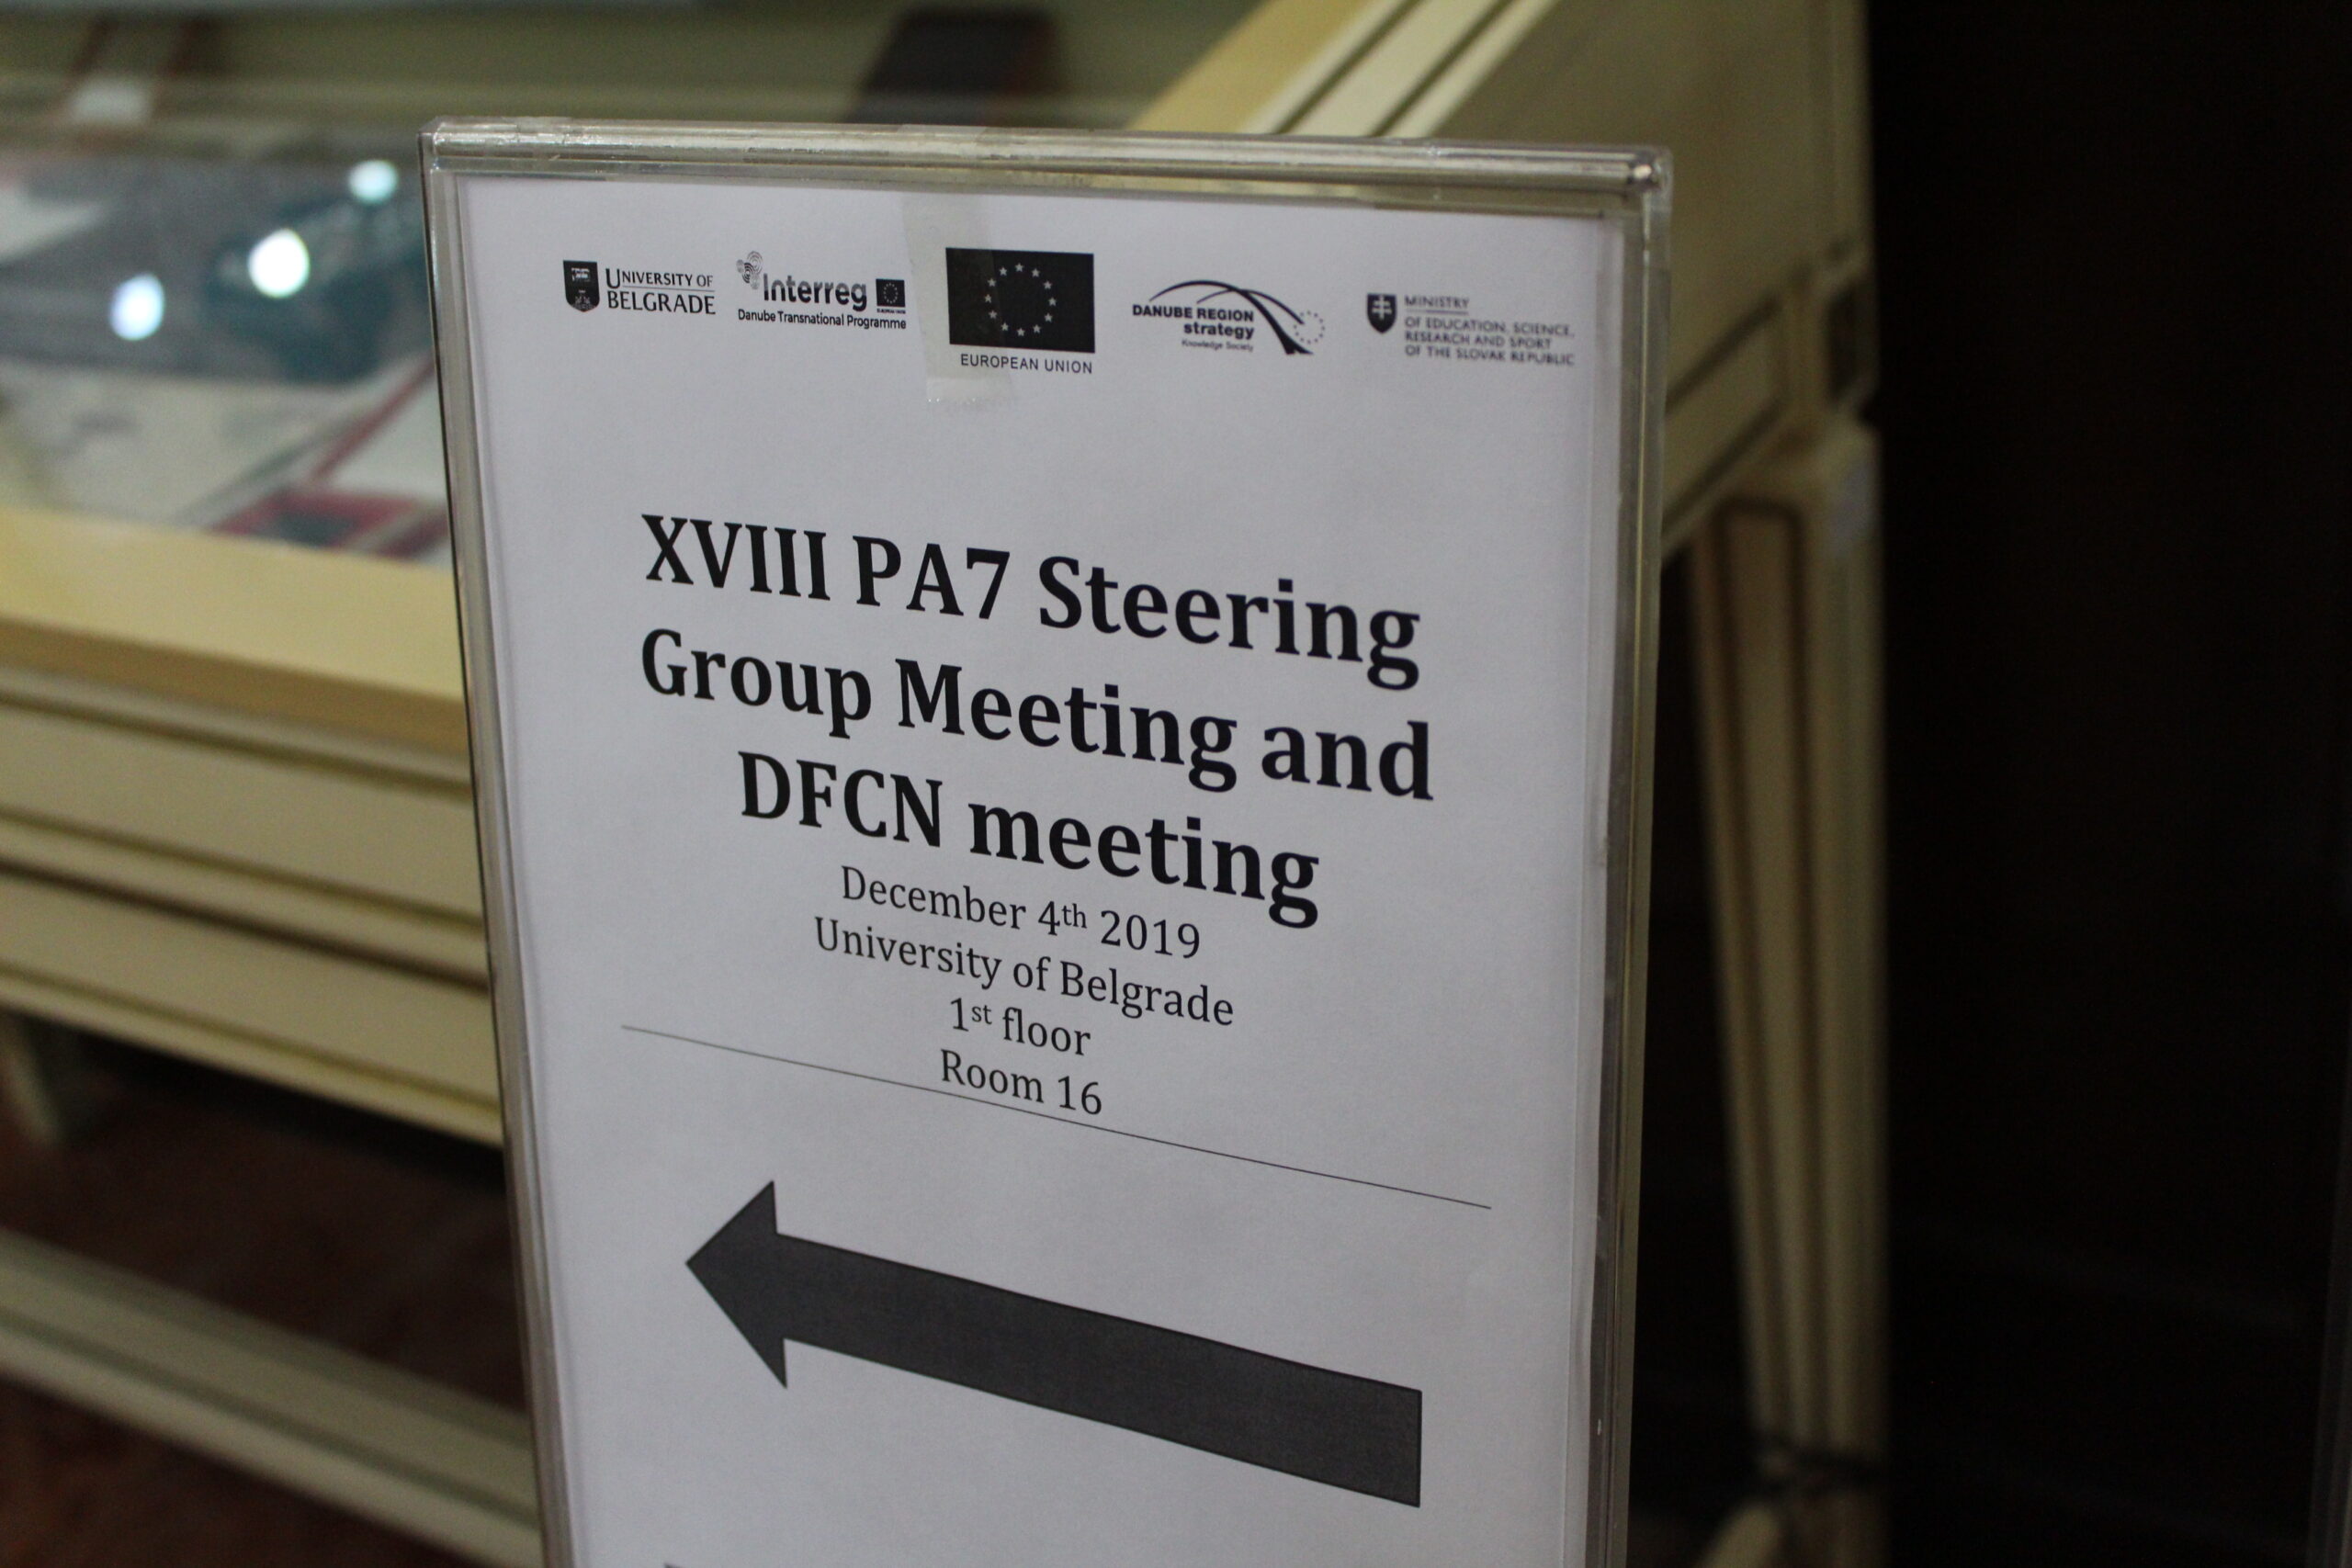 UNIVERSITY OF
BELGRADE
Interreg
Danube Transnational Programme
EUROPEAN UNION
DANUBE REGION
strategy
Knowledge Society
MINISTRY
OF EDUCATION, SCIENCE,
RESEARCH AND SPORT
OF THE SLOVAK REPUBLIC
XVIII PA7 Steering
Group Meeting and
DFCN meeting
December 4th 2019
University of Belgrade
1st floor
Room 16